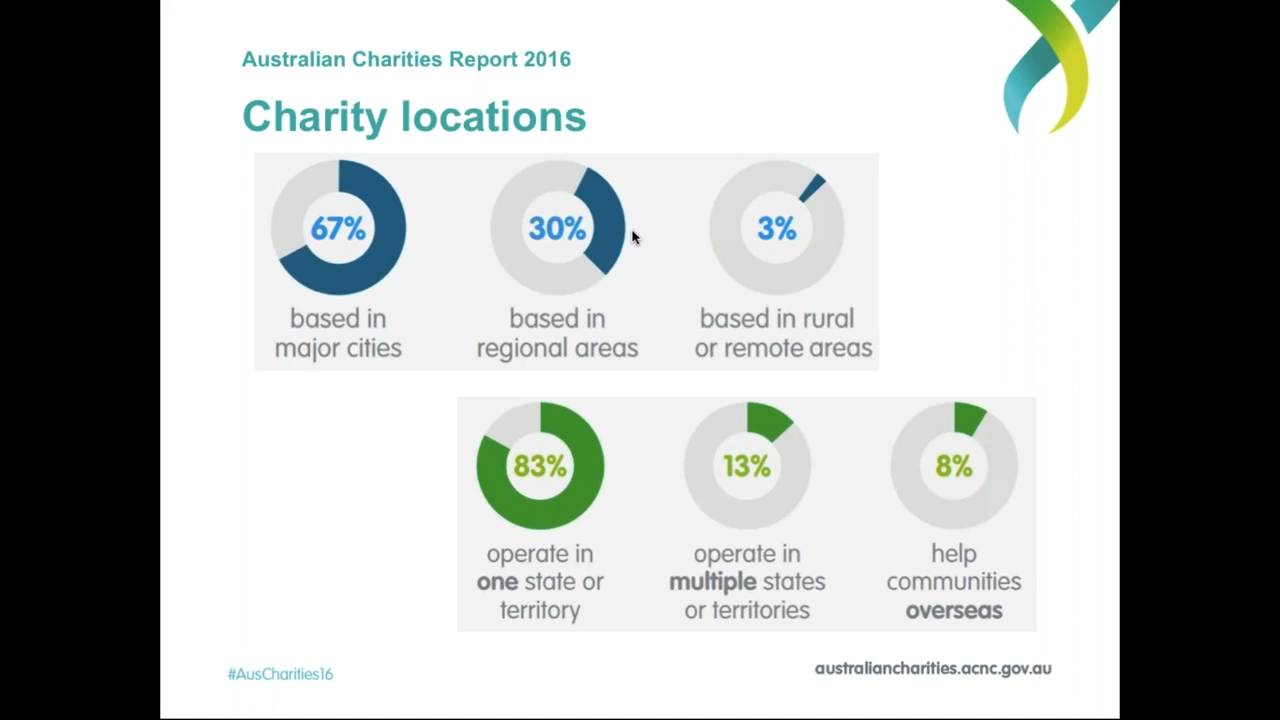 Australian Charities Report 2016
Charity locations
67%
30%
3%
based in
major cities
based in
regional areas
based in rural
or remote areas
83%
13%
8%
operate in
one state or
territory
operate in
multiple states
or territories
help
communities
overseas
#AusCharities16
australiancharities.acnc.gov.au